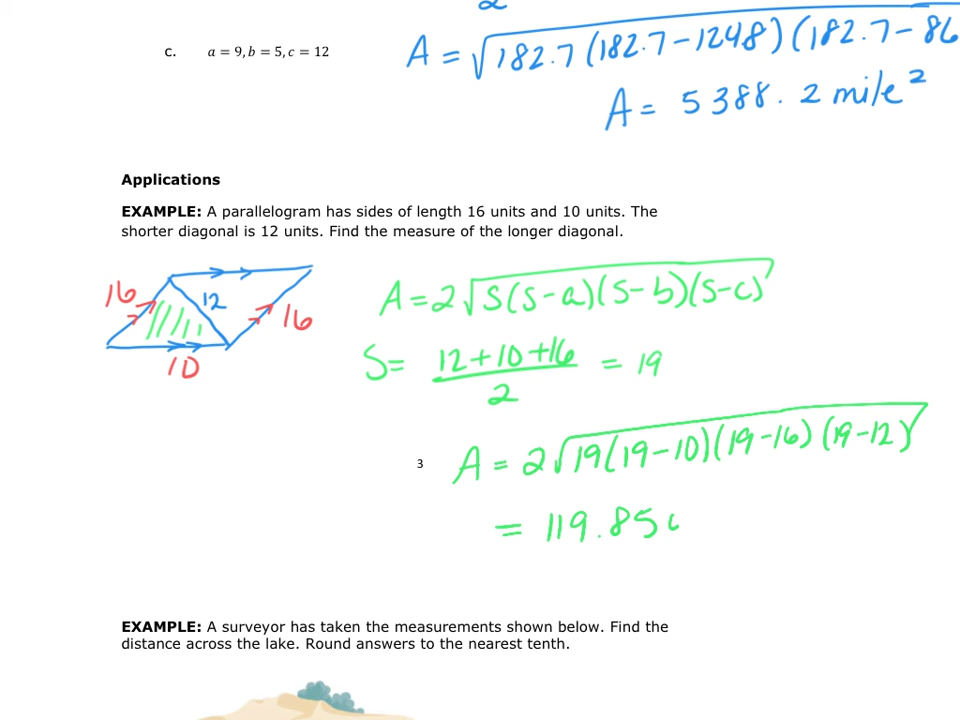 2
A = √182.7 (182.7-1248) (182.7-86
c. a = 9, b = 5, c = 12
A = 5388.2 mile²
Applications
EXAMPLE: A parallelogram has sides of length 16 units and 10 units. The
shorter diagonal is 12 units. Find the measure of the longer diagonal.
16
12
16
10
A = 2√S(S-a)(S-b)(S-c)
S = 12+10+16 / 2 = 19
A = 2√19(19-10)(19-16)(19-12)
3
= 119.85
EXAMPLE: A surveyor has taken the measurements shown below. Find the
distance across the lake. Round answers to the nearest tenth.